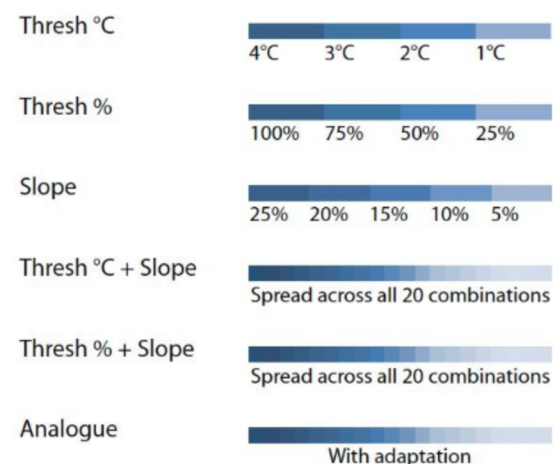 Thresh °C
4°C 3°C 2°C 1°C
Thresh %
100% 75% 50% 25%
Slope
25% 20% 15% 10% 5%
Thresh °C + Slope
Spread across all 20 combinations
Thresh % + Slope
Spread across all 20 combinations
Analogue
With adaptation